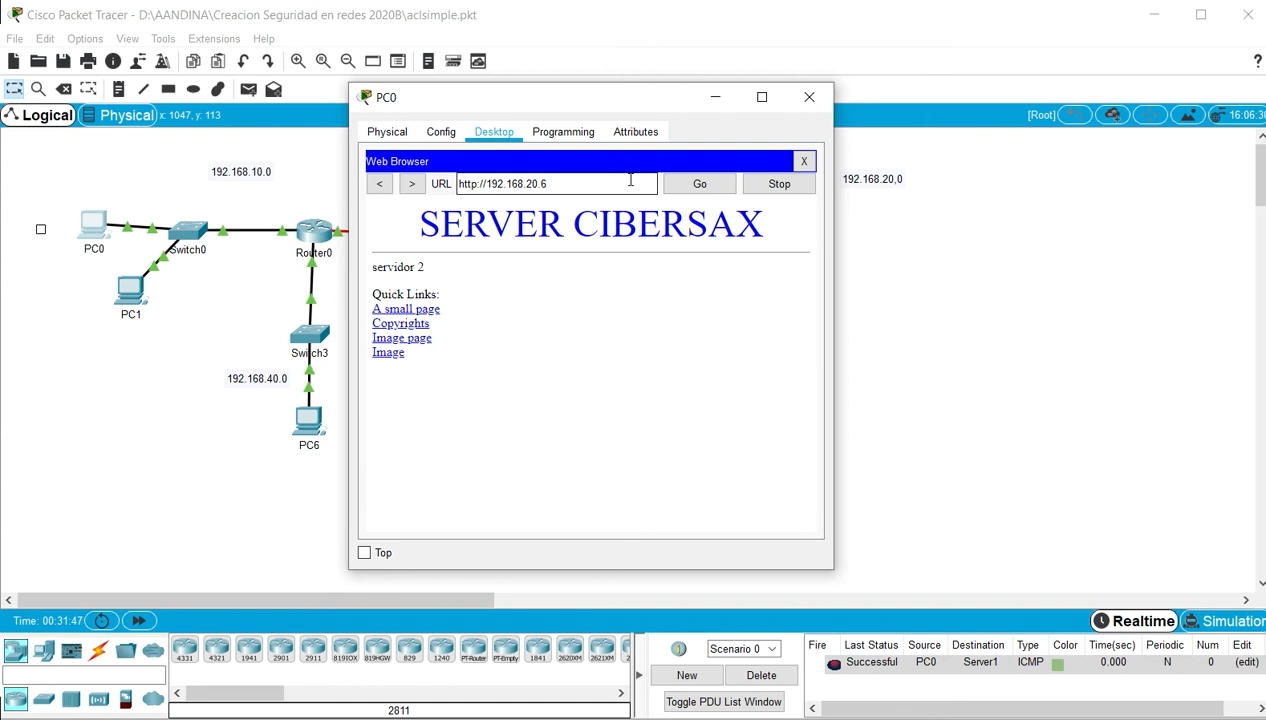 Cisco Packet Tracer - D:\AANDINA\Creacion Seguridad en redes 2020B\aclsimple.pkt
File Edit Options View Tools Extensions Help
Logical Physical x: 1047, y: 113
[Root] 16:06:30
192.168.10.0
PC0
Switch0
Router0
PC1
Switch3
192.168.40.0
PC6
192.168.20,0
PC0
Physical Config Desktop Programming Attributes
Web Browser X
< > URL http://192.168.20.6 Go Stop
SERVER CIBERSAX
servidor 2
Quick Links:
A small page
Copyrights
Image page
Image
Top
Time: 00:31:47
Realtime Simulation
4331 4321 1941 2901 2911 819IOX 819HGW 829 1240 PT-Router PT-Empty 1841 2620XM 2621XM 2
2811
Scenario 0
New Delete
Toggle PDU List Window
Fire Last Status Source Destination Type Color Time(sec) Periodic Num Edit
Successful PC0 Server1 ICMP 0.000 N 0 (edit)